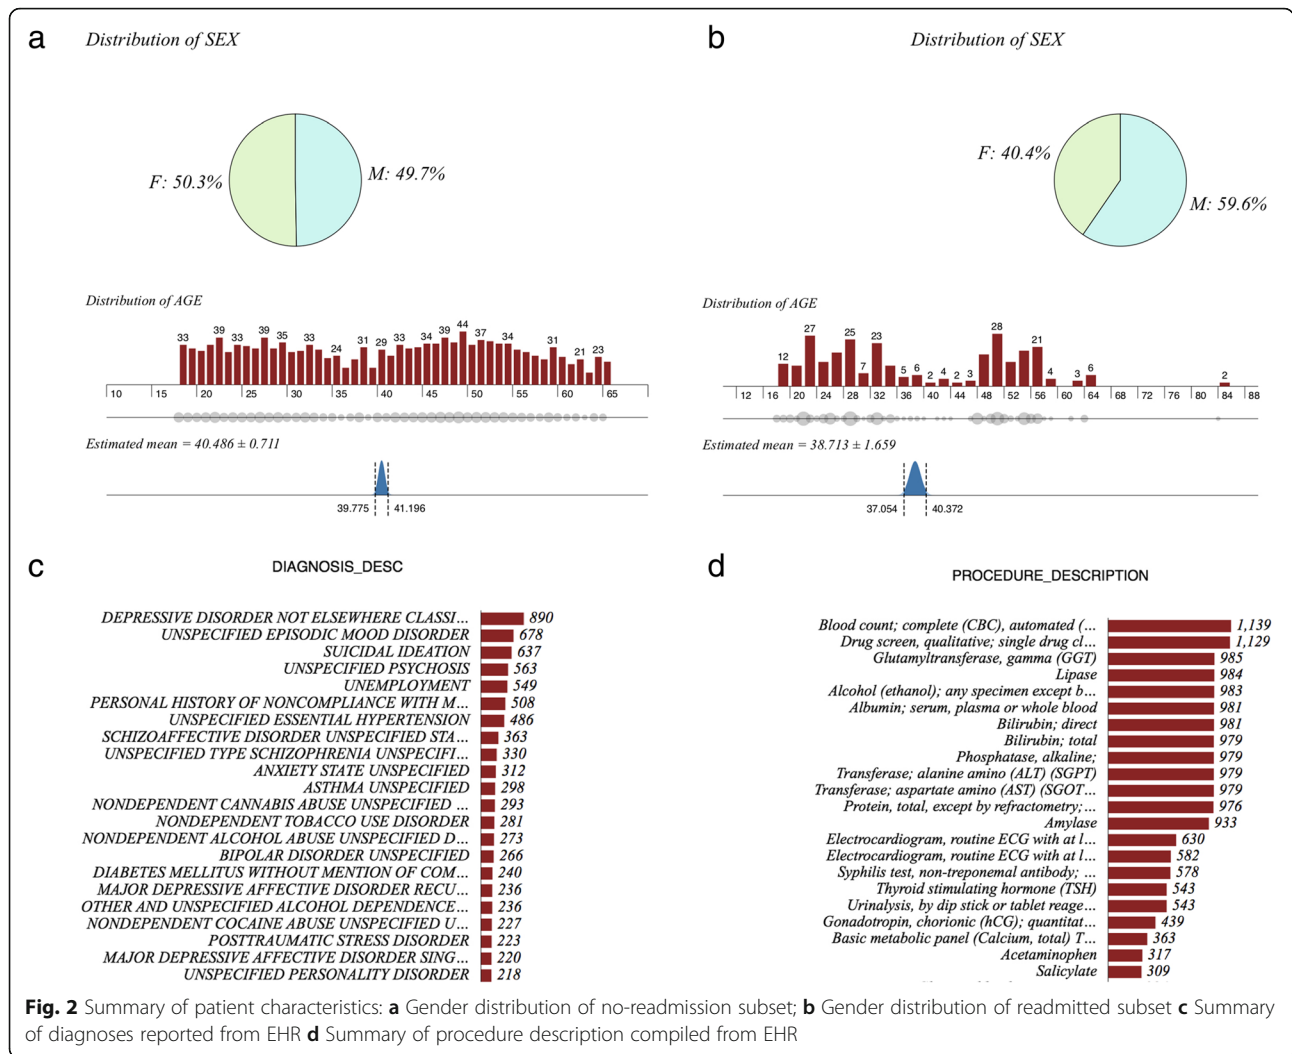 a
Distribution of SEX
F: 50.3%
M: 49.7%
Distribution of AGE
33 39 33 39 35 33 24 31 29 33 34 39 44 37 34 31 21 23
10 15 20 25 30 35 40 45 50 55 60 65
Estimated mean = 40.486 ± 0.711
39.775 41.196
b
Distribution of SEX
F: 40.4%
M: 59.6%
Distribution of AGE
12 27 25 7 23 5 6 2 4 2 3 28 21 4 3 6 2
12 16 20 24 28 32 36 40 44 48 52 56 60 64 68 72 76 80 84 88
Estimated mean = 38.713 ± 1.659
37.054 40.372
c
DIAGNOSIS_DESC
DEPRESSIVE DISORDER NOT ELSEWHERE CLASSI... 890
UNSPECIFIED EPISODIC MOOD DISORDER 678
SUICIDAL IDEATION 637
UNSPECIFIED PSYCHOSIS 563
UNEMPLOYMENT 549
PERSONAL HISTORY OF NONCOMPLIANCE WITH M... 508
UNSPECIFIED ESSENTIAL HYPERTENSION 486
SCHIZOAFFECTIVE DISORDER UNSPECIFIED STA... 363
UNSPECIFIED TYPE SCHIZOPHRENIA UNSPECIFI... 330
ANXIETY STATE UNSPECIFIED 312
ASTHMA UNSPECIFIED 298
NONDEPENDENT CANNABIS ABUSE UNSPECIFIED ... 293
NONDEPENDENT TOBACCO USE DISORDER 281
NONDEPENDENT ALCOHOL ABUSE UNSPECIFIED D... 273
BIPOLAR DISORDER UNSPECIFIED 266
DIABETES MELLITUS WITHOUT MENTION OF COM... 240
MAJOR DEPRESSIVE AFFECTIVE DISORDER RECU... 236
OTHER AND UNSPECIFIED ALCOHOL DEPENDENCE... 236
NONDEPENDENT COCAINE ABUSE UNSPECIFIED U... 227
POSTTRAUMATIC STRESS DISORDER 223
MAJOR DEPRESSIVE AFFECTIVE DISORDER SING... 220
UNSPECIFIED PERSONALITY DISORDER 218
d
PROCEDURE_DESCRIPTION
Blood count; complete (CBC), automated (... 1,139
Drug screen, qualitative; single drug cl... 1,129
Glutamyltransferase, gamma (GGT) 985
Lipase 984
Alcohol (ethanol); any specimen except b... 983
Albumin; serum, plasma or whole blood 981
Bilirubin; direct 981
Bilirubin; total 979
Phosphatase, alkaline; 979
Transferase; alanine amino (ALT) (SGPT) 979
Transferase; aspartate amino (AST) (SGOT... 979
Protein, total, except by refractometry;... 976
Amylase 933
Electrocardiogram, routine ECG with at l... 630
Electrocardiogram, routine ECG with at l... 582
Syphilis test, non-treponemal antibody; ... 578
Thyroid stimulating hormone (TSH) 543
Urinalysis, by dip stick or tablet reage... 543
Gonadotropin, chorionic (hCG); quantitat... 439
Basic metabolic panel (Calcium, total) T... 363
Acetaminophen 317
Salicylate 309
Fig. 2 Summary of patient characteristics: a Gender distribution of no-readmission subset; b Gender distribution of readmitted subset c Summary
of diagnoses reported from EHR d Summary of procedure description compiled from EHR